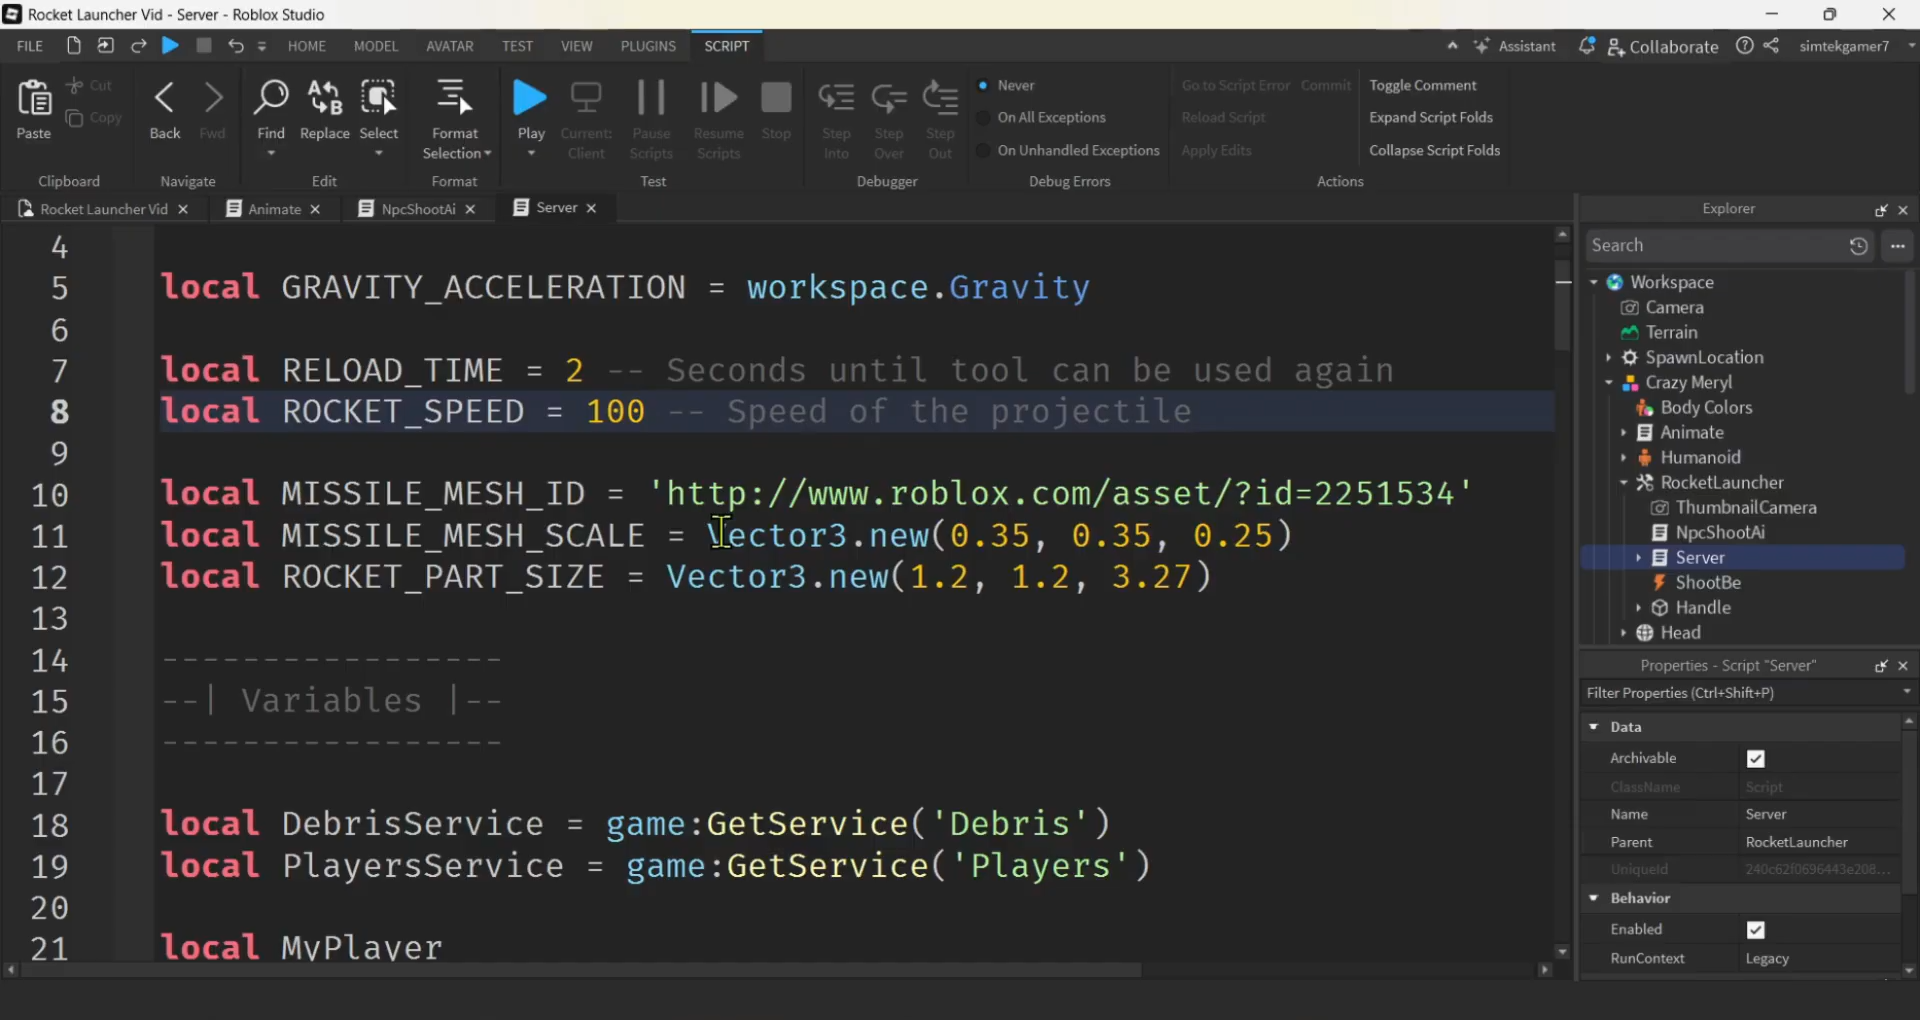 Rocket Launcher Vid - Server - Roblox Studio
FILE HOME MODEL AVATAR TEST VIEW PLUGINS SCRIPT Assistant Collaborate simtekgamer7
Paste Cut Copy Back Fwd Find Replace Select Format Selection Play Current: Client Pause Scripts Resume Scripts Stop Step Into Step Over Step Out
Never
On All Exceptions
On Unhandled Exceptions
Go to Script Error Commit
Reload Script
Apply Edits
Toggle Comment
Expand Script Folds
Collapse Script Folds
Clipboard Navigate Edit Format Test Debugger Debug Errors Actions
Rocket Launcher Vid Animate NpcShootAi Server
4
5 local GRAVITY_ACCELERATION = workspace.Gravity
6
7 local RELOAD_TIME = 2 -- Seconds until tool can be used again
8 local ROCKET_SPEED = 100 -- Speed of the projectile
9
10 local MISSILE_MESH_ID = 'http://www.roblox.com/asset/?id=2251534'
11 local MISSILE_MESH_SCALE = Vector3.new(0.35, 0.35, 0.25)
12 local ROCKET_PART_SIZE = Vector3.new(1.2, 1.2, 3.27)
13
14 -----------------
15 --| Variables |--
16 -----------------
17
18 local DebrisService = game:GetService('Debris')
19 local PlayersService = game:GetService('Players')
20
21 local MyPlayer
Explorer
Search
Workspace
Camera
Terrain
SpawnLocation
Crazy Meryl
Body Colors
Animate
Humanoid
RocketLauncher
ThumbnailCamera
NpcShootAi
Server
ShootBe
Handle
Head
Properties - Script "Server"
Filter Properties (Ctrl+Shift+P)
Data
Archivable
ClassName Script
Name Server
Parent RocketLauncher
UniqueId 240c62f0696443e208...
Behavior
Enabled
RunContext Legacy